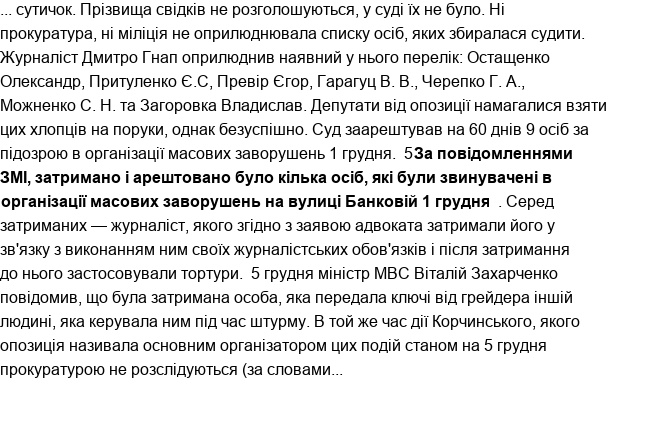 ... сутичок. Прізвища свідків не розголошуються, у суді їх не було. Ні
прокуратура, ні міліція не оприлюднювала списку осіб, яких збиралася судити.
Журналіст Дмитро Гнап оприлюднив наявний у нього перелік: Остащенко
Олександр, Притуленко Є.С, Превір Єгор, Гарагуц В. В., Черепко Г. А.,
Можненко С. Н. та Загоровка Владислав. Депутати від опозиції намагалися взяти
цих хлопців на поруки, однак безуспішно. Суд заарештував на 60 днів 9 осіб за
підозрою в організації масових заворушень 1 грудня.  5За повідомленнями
ЗМІ, затримано і арештовано було кілька осіб, які були звинувачені в
організації масових заворушень на вулиці Банковій 1 грудня  . Серед
затриманих — журналіст, якого згідно з заявою адвоката затримали його у
зв'язку з виконанням ним своїх журналістських обов'язків і після затримання
до нього застосовували тортури.  5 грудня міністр МВС Віталій Захарченко
повідомив, що була затримана особа, яка передала ключі від грейдера іншій
людині, яка керувала ним під час штурму. В той же час дії Корчинського, якого
опозиція називала основним організатором цих подій станом на 5 грудня
прокуратурою не розслідуються (за словами...